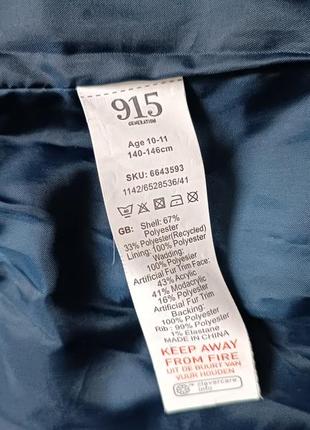 915
GENERATION
Age 10-11
140-146cm
SKU: 6643593
1142/6528536/41
GB: Shell: 67%
Polyester
33% Polyester(Recycled)
Lining: 100% Polyester
Wadding:
100% Polyesier
Artificial Fur Trim Face:
43% Acrylic
41% Modacrylic
16% Polyester
Artificial Fur Trim
Backing:
100% Polyester
Rib : 99% Polyester
1% Elastane
MADE IN CHINA
KEEP AWAY
FROM FIRE
UIT DE BUURT VAN
VUUR HOUDEN
clevercare.
info